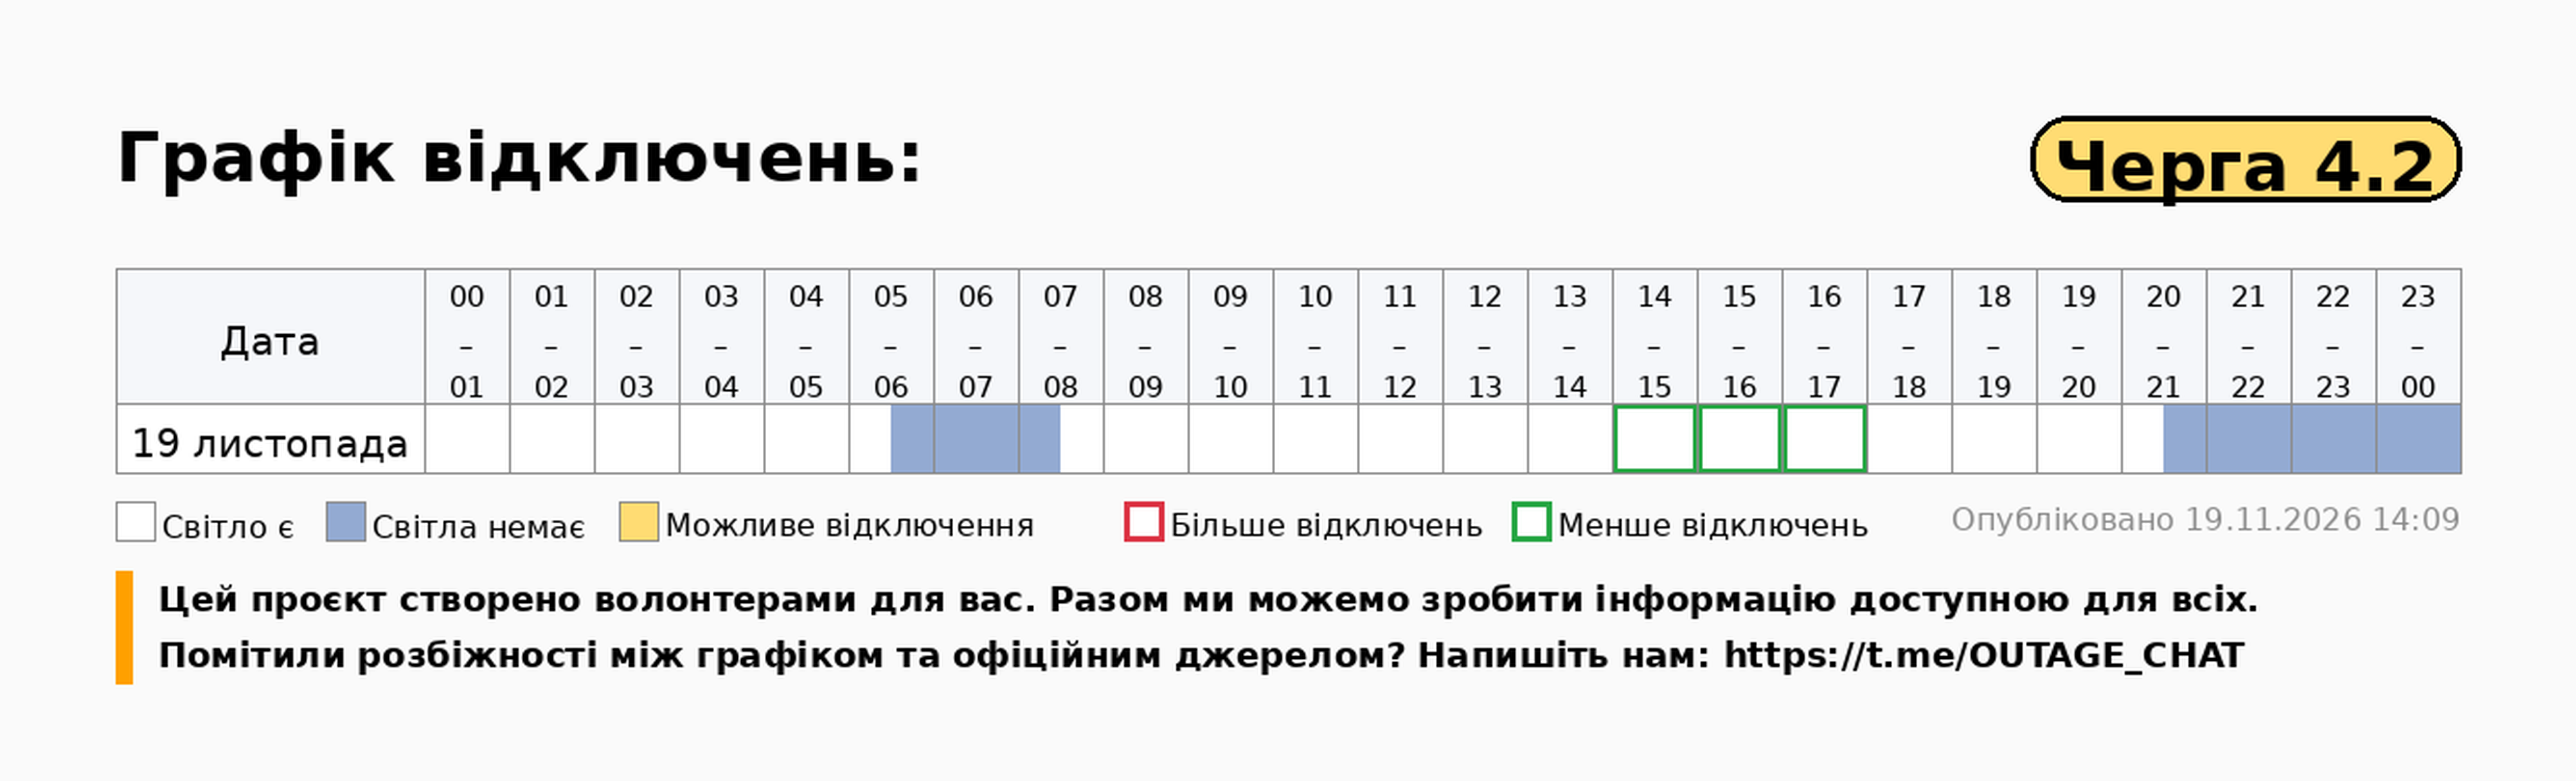 Графік відключень:
Черга 4.2
Дата
00 – 01
01 – 02
02 – 03
03 – 04
04 – 05
05 – 06
06 – 07
07 – 08
08 – 09
09 – 10
10 – 11
11 – 12
12 – 13
13 – 14
14 – 15
15 – 16
16 – 17
17 – 18
18 – 19
19 – 20
20 – 21
21 – 22
22 – 23
23 – 00
19 листопада
Світло є
Світла немає
Можливе відключення
Більше відключень
Менше відключень
Опубліковано 19.11.2026 14:09
Цей проєкт створено волонтерами для вас. Разом ми можемо зробити інформацію доступною для всіх.
Помітили розбіжності між графіком та офіційним джерелом? Напишіть нам: https://t.me/OUTAGE_CHAT